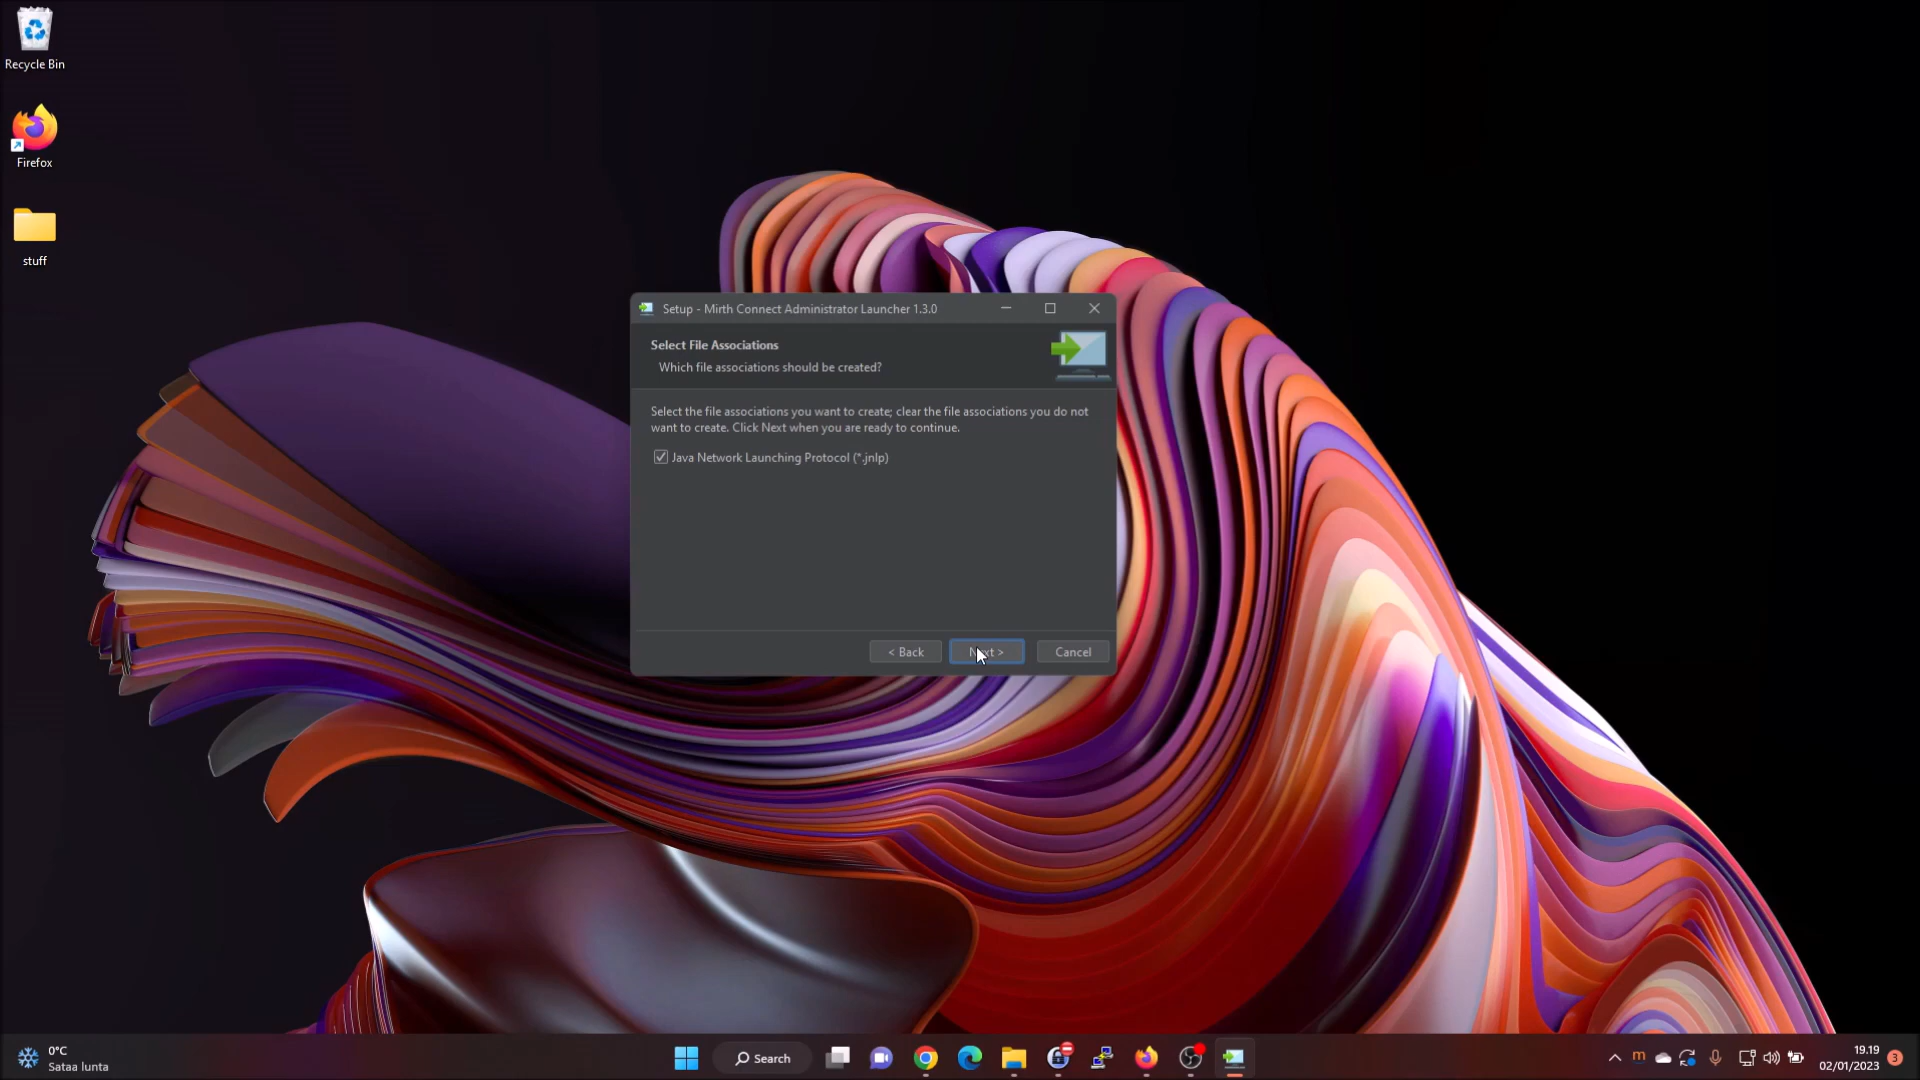 Recycle Bin
Firefox
stuff
Setup - Mirth Connect Administrator Launcher 1.3.0
Select File Associations
Which file associations should be created?
Select the file associations you want to create; clear the file associations you do not
want to create. Click Next when you are ready to continue.
Java Network Launching Protocol (*.jnlp)
< Back
Next >
Cancel
0°C
Sataa lunta
Search
m
19.19
02/01/2023
3